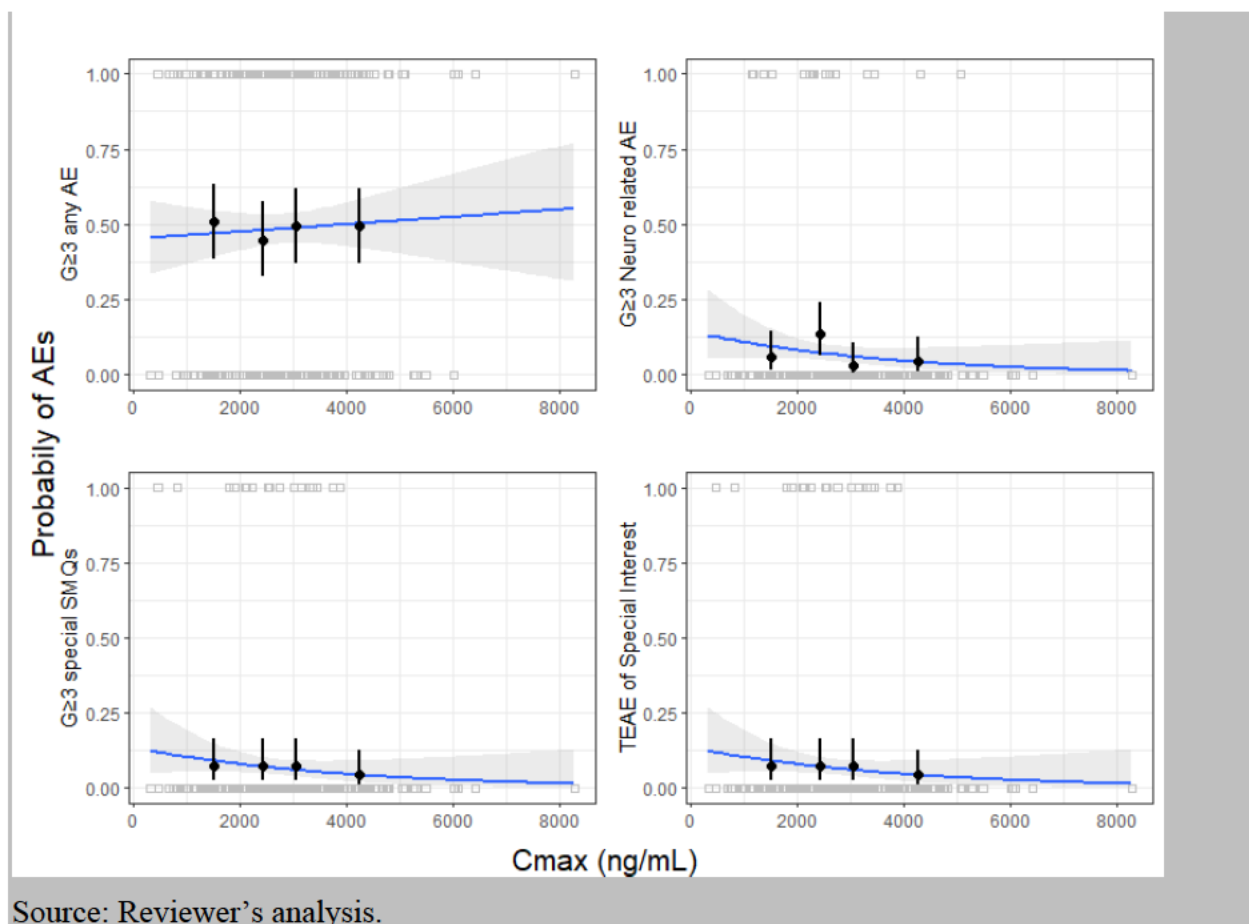 Probabily of AEs
G≥3 any AE
1.00
0.75
0.50
0.25
0.00
0 2000 4000 6000 8000
G≥3 Neuro related AE
1.00
0.75
0.50
0.25
0.00
0 2000 4000 6000 8000
G≥3 special SMQs
1.00
0.75
0.50
0.25
0.00
0 2000 4000 6000 8000
TEAE of Special Interest
1.00
0.75
0.50
0.25
0.00
0 2000 4000 6000 8000
Cmax (ng/mL)
Source: Reviewer’s analysis.